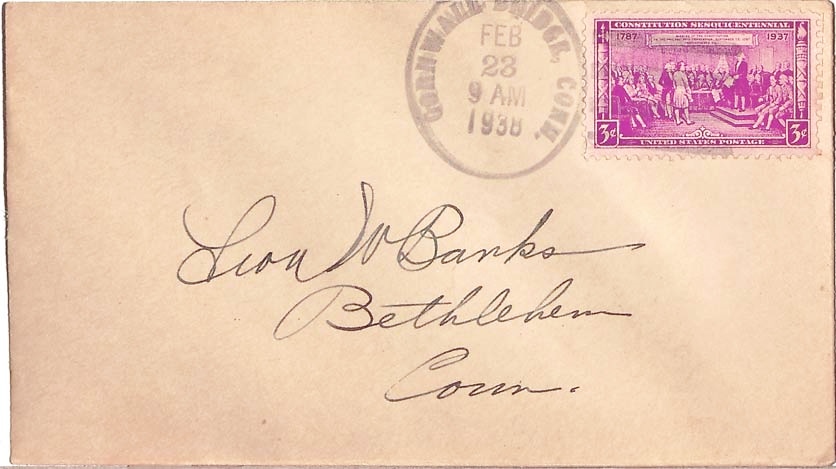 CORNWALL BRIDGE, CONN.
FEB
23
9 AM
1938
CONSTITUTION SESQUICENTENNIAL
1787 1937
3¢ 3¢
UNITED STATES POSTAGE
Leon W Banks
Bethlehem
Conn.